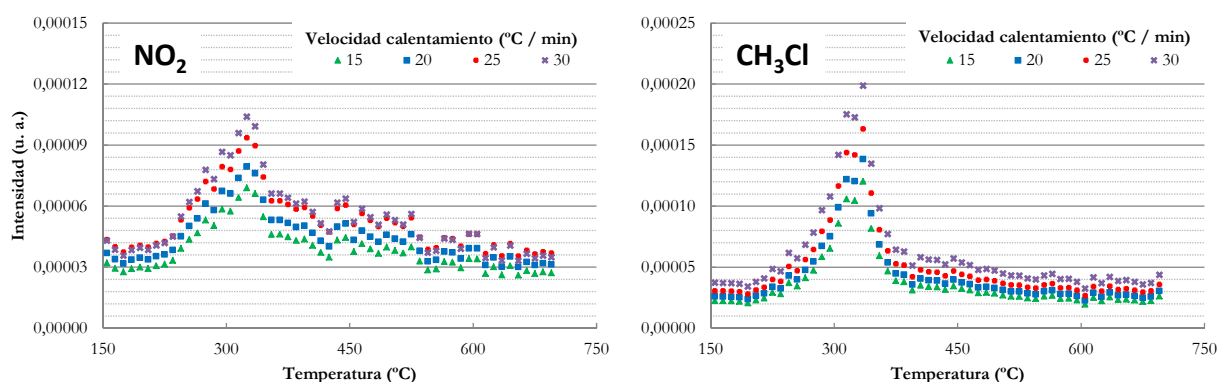 NO2
Velocidad calentamiento (ºC / min)
15 20 25 30
Intensidad (u. a.)
0,00015
0,00012
0,00009
0,00006
0,00003
0,00000
150 300 450 600 750
Temperatura (ºC)
CH3Cl
Velocidad calentamiento (ºC / min)
15 20 25 30
0,00025
0,00020
0,00015
0,00010
0,00005
0,00000
150 300 450 600 750
Temperatura (ºC)